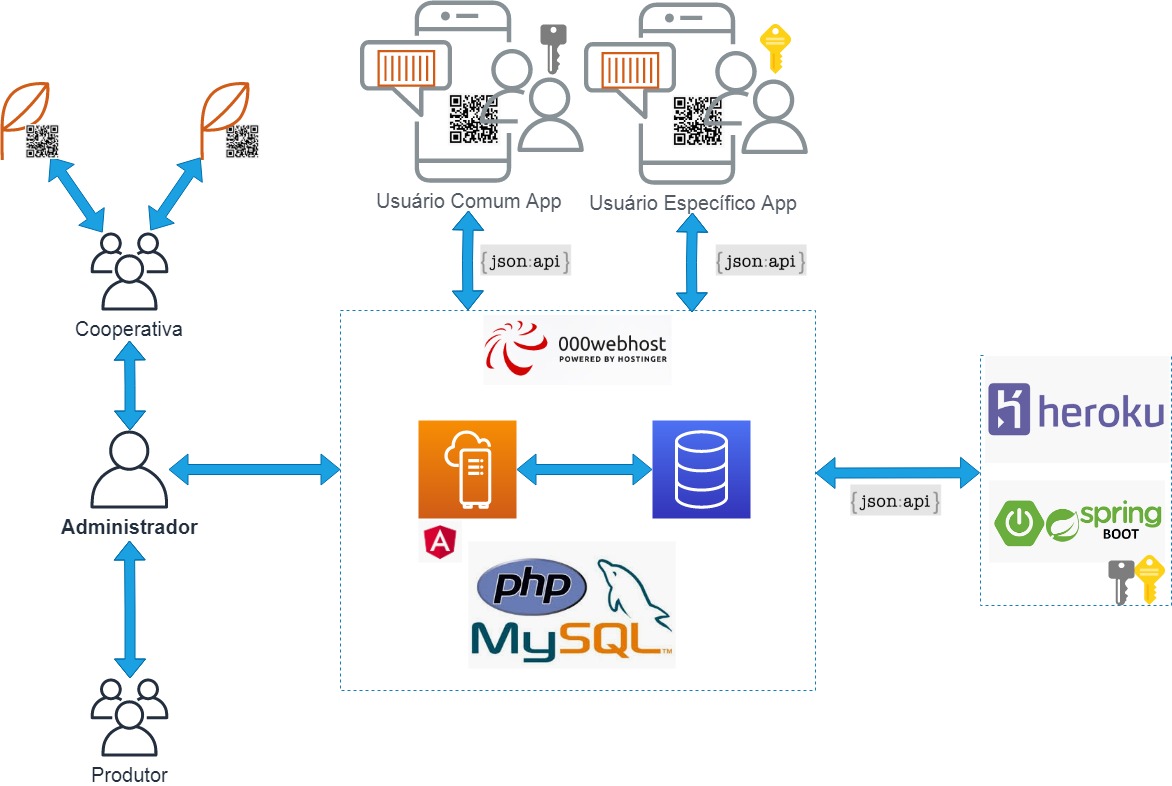 Usuário Comum App
Usuário Específico App
{json:api}
{json:api}
Cooperativa
000webhost
POWERED BY HOSTINGER
heroku
Administrador
{json:api}
spring
BOOT
A
php
MySQL™
Produtor